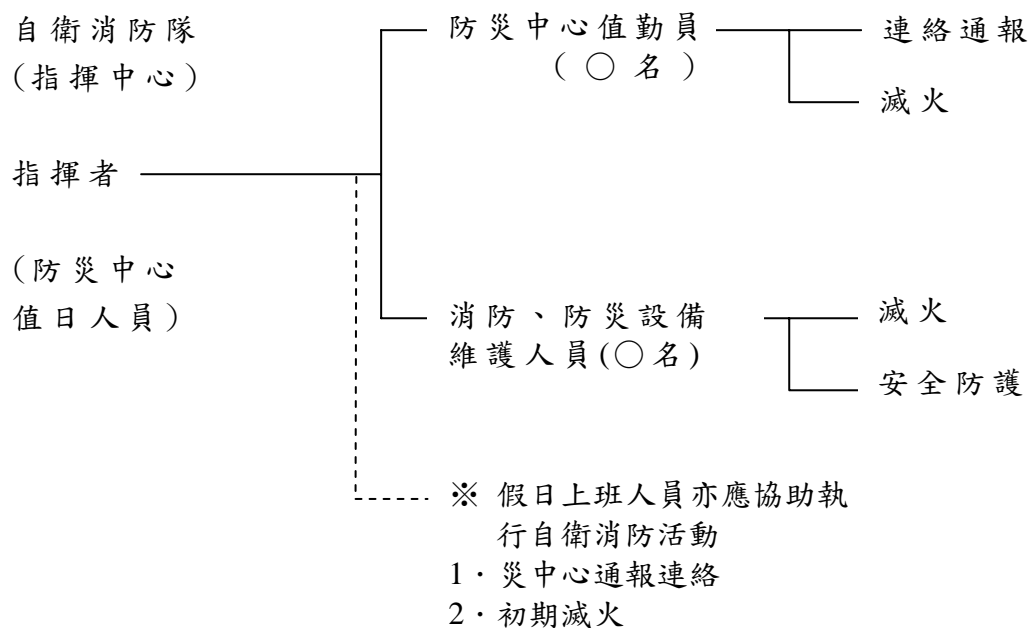 自衛消防隊
(指揮中心)
指揮者
(防災中心
值日人員)
防災中心值勤員
(○名)
連絡通報
滅火
消防、防災設備
維護人員(○名)
滅火
安全防護
※ 假日上班人員亦應協助執
行自衛消防活動
1．災中心通報連絡
2．初期滅火